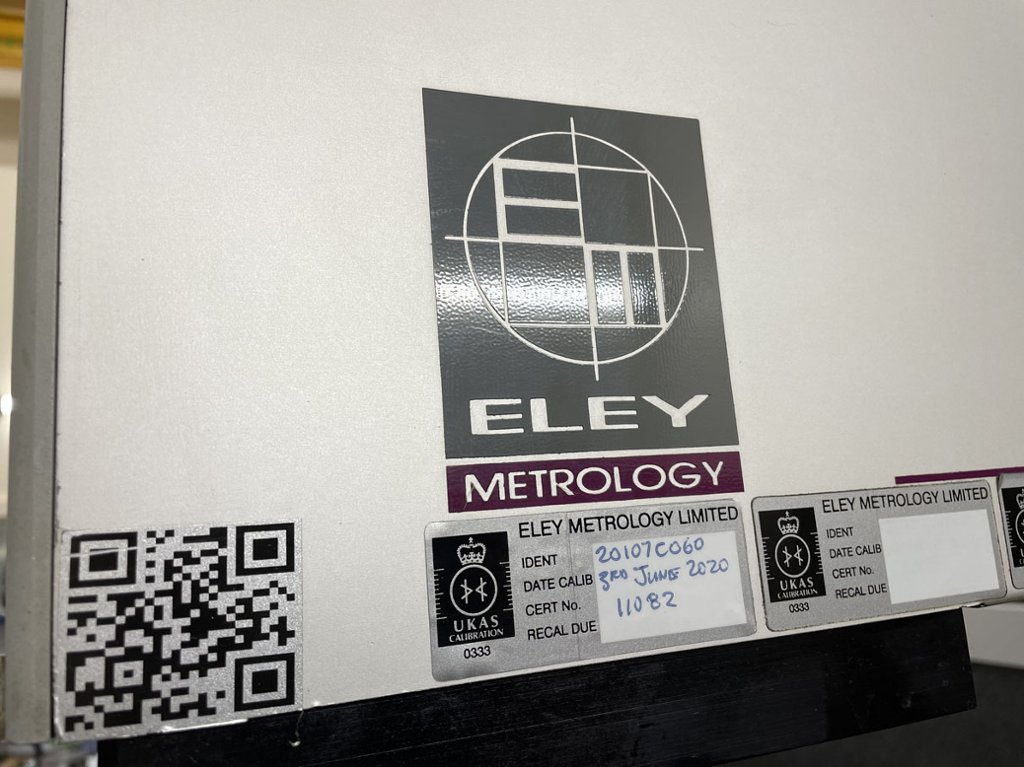 ELEY
METROLOGY
ELEY METROLOGY LIMITED
IDENT 20107C060
DATE CALIB 3RD JUNE 2020
CERT No. 11082
RECAL DUE
UKAS
CALIBRATION
0333
ELEY METROLOGY LIMITED
IDENT
DATE CALIB
CERT No.
RECAL DUE
UKAS
CALIBRATION
0333